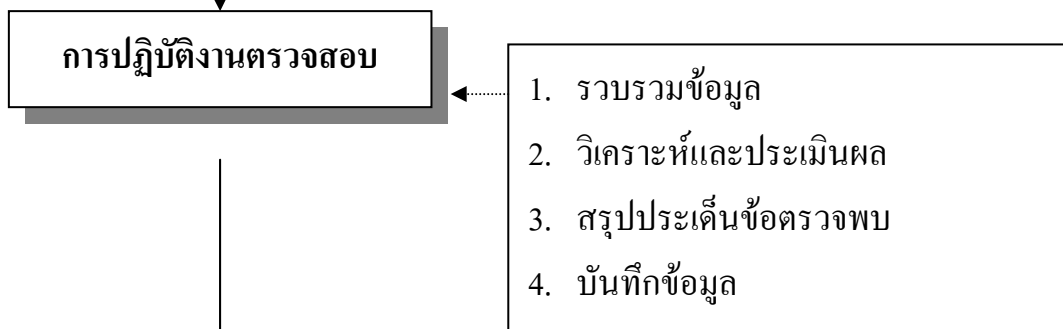 การปฏิบัติงานตรวจสอบ
1. รวบรวมข้อมูล
2. วิเคราะห์และประเมินผล
3. สรุปประเด็นข้อตรวจพบ
4. บันทึกข้อมูล